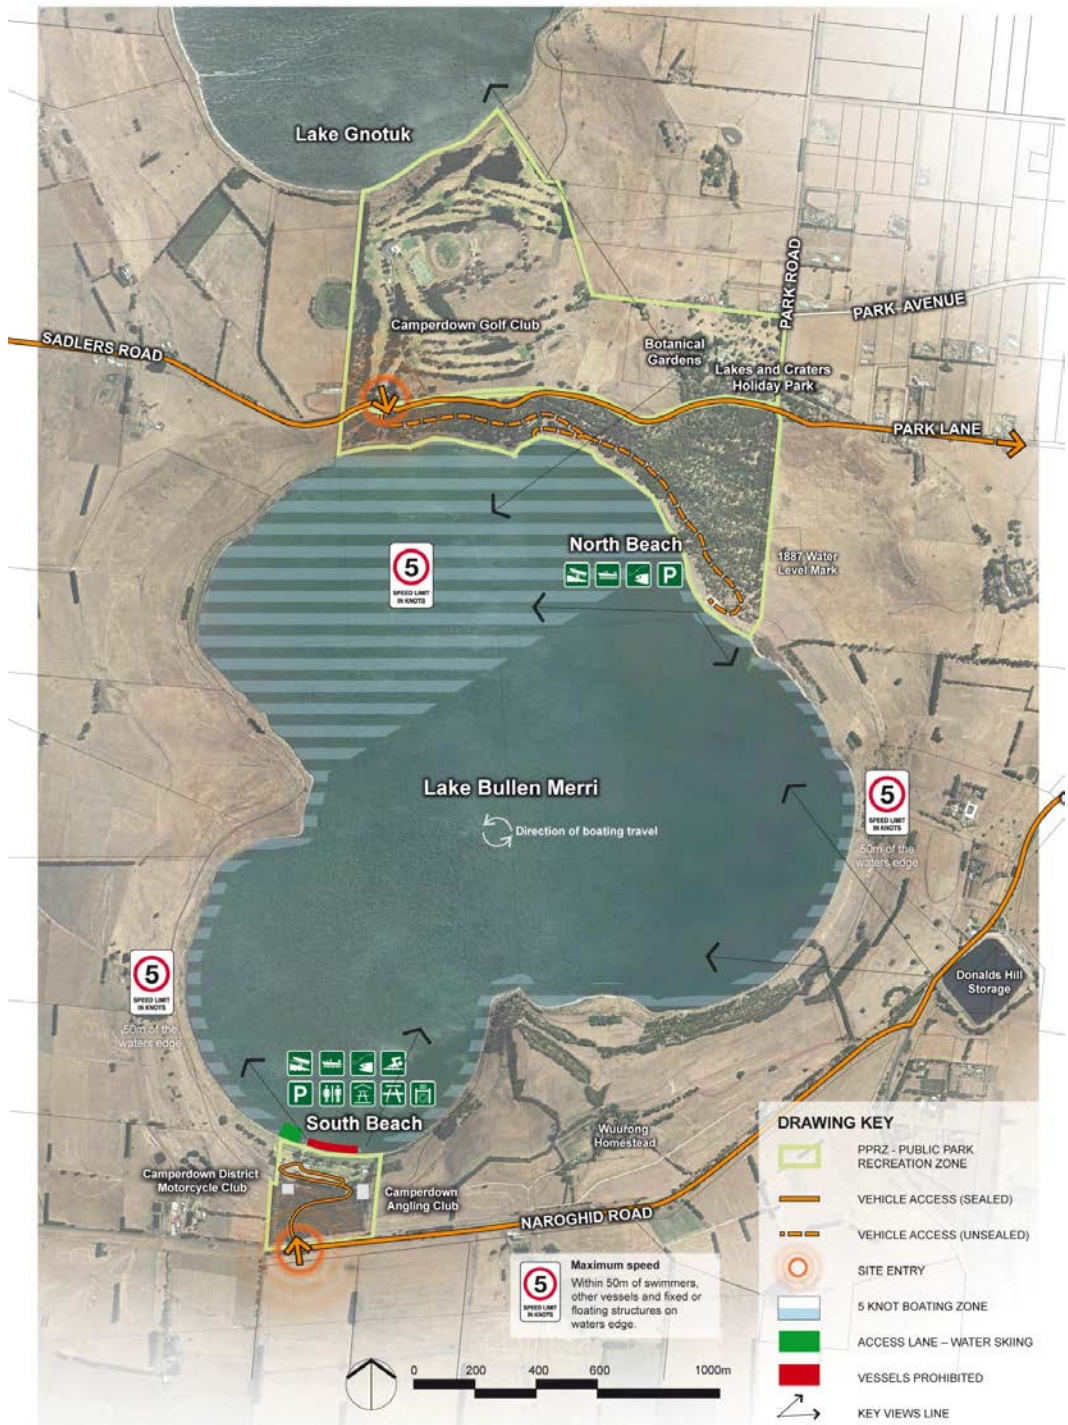 Lake Gnotuk
PARK ROAD
PARK AVENUE
SADLERS ROAD
Camperdown Golf Club
Botanical
Gardens
Lakes and Craters
Holiday Park
PARK LANE
North Beach
P
1887 Water
Level Mark
5
SPEED LIMIT
IN KNOTS
Lake Bullen Merri
Direction of boating travel
5
SPEED LIMIT
IN KNOTS
50m of the
waters edge
5
SPEED LIMIT
IN KNOTS
50m of the
waters edge
Donalds Hill
Storage
P
South Beach
Wuurong
Homestead
Camperdown District
Motorcycle Club
Camperdown
Angling Club
NAROGHID ROAD
5
SPEED LIMIT
IN KNOTS
Maximum speed
Within 50m of swimmers,
other vessels and fixed or
floating structures on
waters edge.
0 200 400 600 1000m
DRAWING KEY
PPRZ - PUBLIC PARK
RECREATION ZONE
VEHICLE ACCESS (SEALED)
VEHICLE ACCESS (UNSEALED)
SITE ENTRY
5 KNOT BOATING ZONE
ACCESS LANE – WATER SKIING
VESSELS PROHIBITED
KEY VIEWS LINE